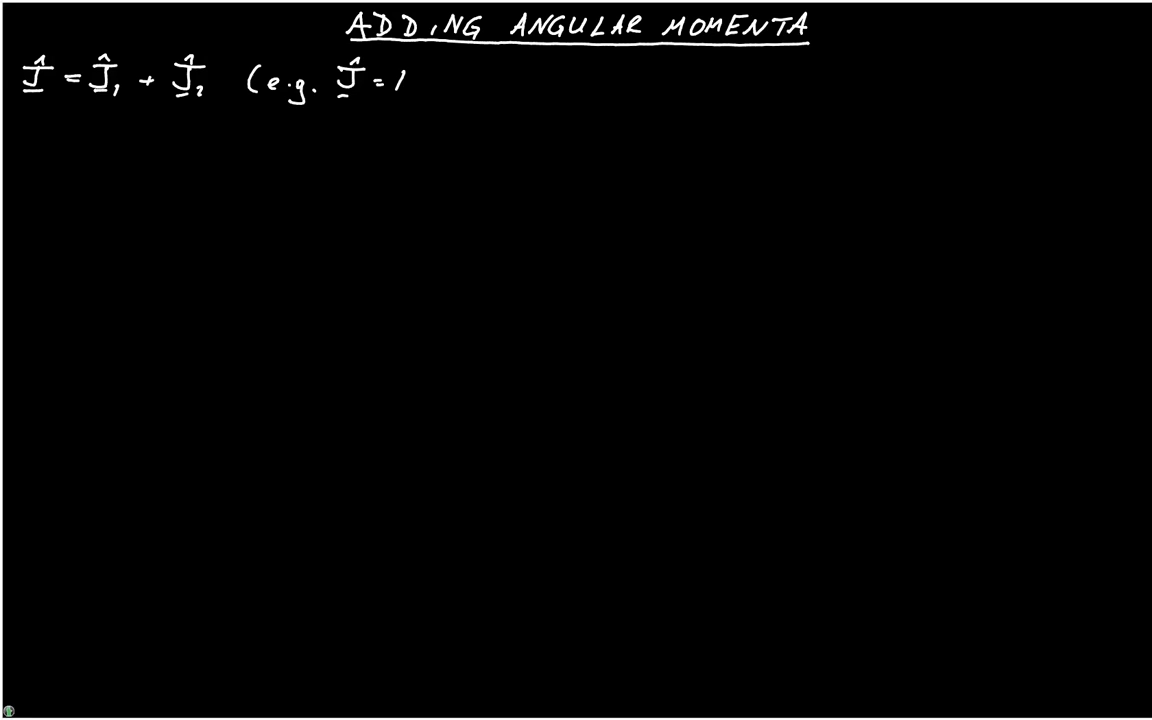 ADDING ANGULAR MOMENTA
Ĵ = Ĵ₁ + Ĵ₂ (e.g. Ĵ =